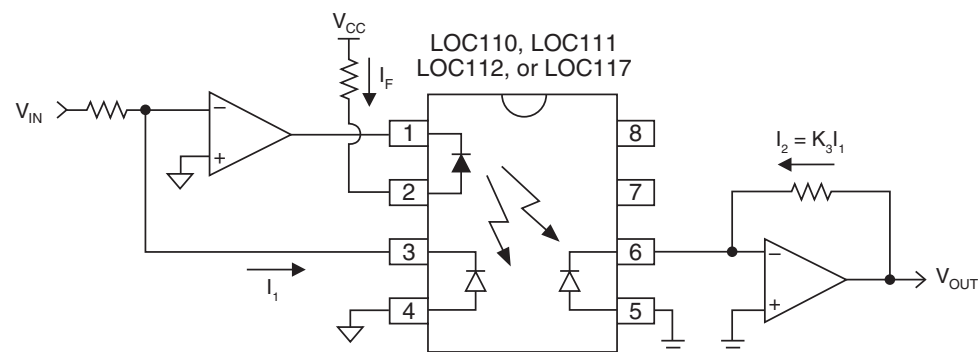 V_CC
LOC110, LOC111
LOC112, or LOC117
I_F
V_IN
−
+
1
2
3
4
8
7
6
5
I_1
I_2 = K_3I_1
−
+
V_OUT